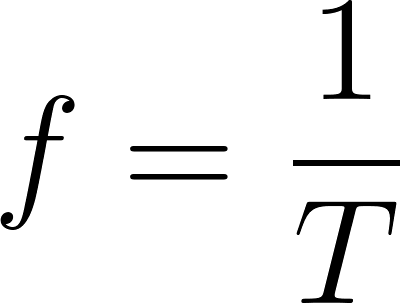 f = 1/T